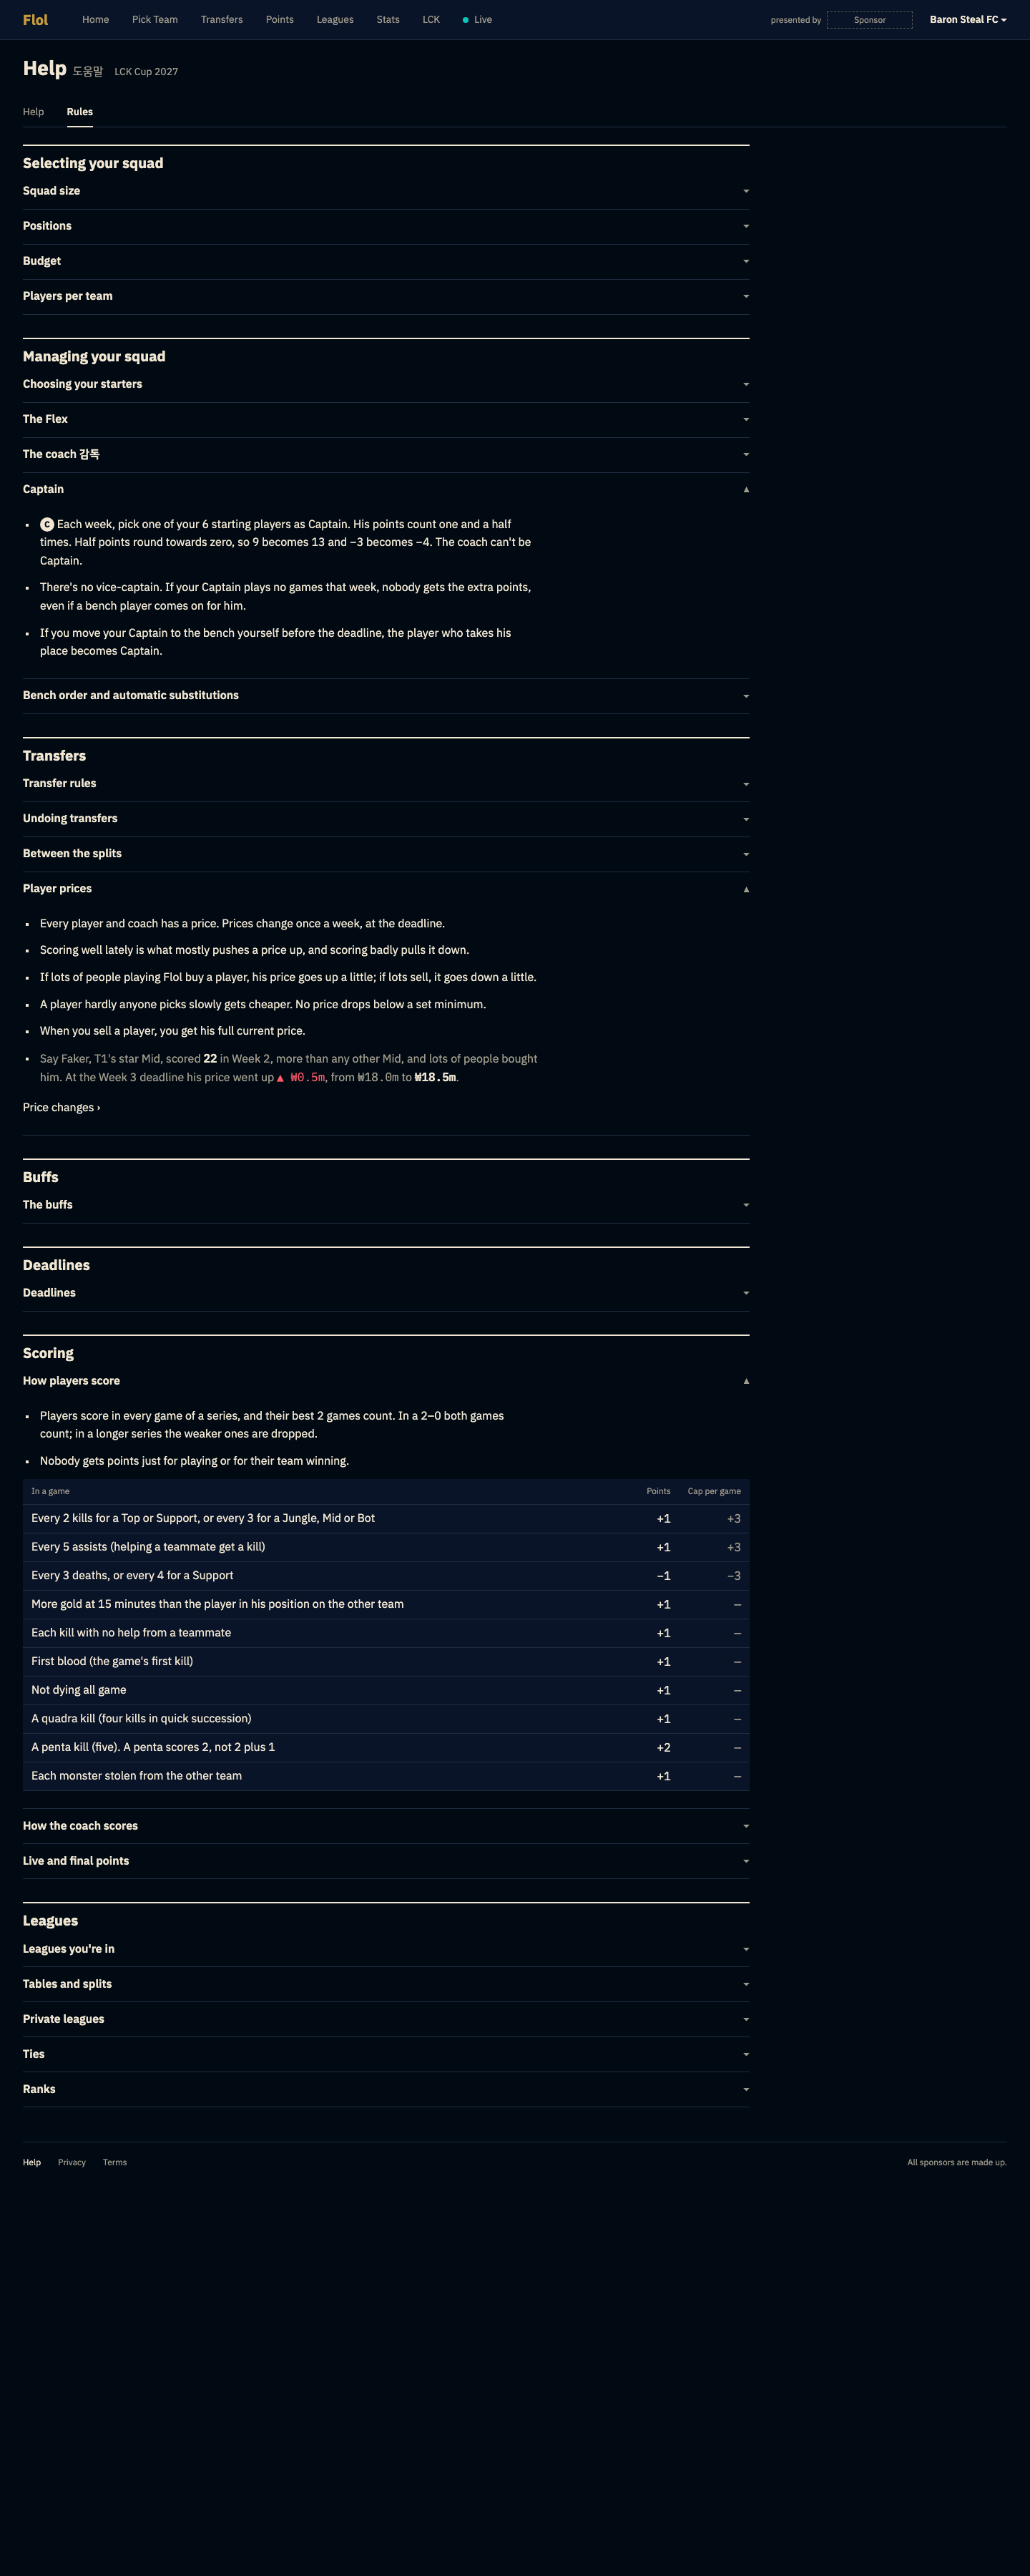 Flol
Home
Pick Team
Transfers
Points
Leagues
Stats
LCK
Live
presented by
Sponsor
Baron Steal FC
Help 도움말 LCK Cup 2027
Help
Rules
Selecting your squad
Squad size
Positions
Budget
Players per team
Managing your squad
Choosing your starters
The Flex
The coach 감독
Captain
C Each week, pick one of your 6 starting players as Captain. His points count one and a half
times. Half points round towards zero, so 9 becomes 13 and −3 becomes −4. The coach can't be
Captain.
There's no vice-captain. If your Captain plays no games that week, nobody gets the extra points,
even if a bench player comes on for him.
If you move your Captain to the bench yourself before the deadline, the player who takes his
place becomes Captain.
Bench order and automatic substitutions
Transfers
Transfer rules
Undoing transfers
Between the splits
Player prices
Every player and coach has a price. Prices change once a week, at the deadline.
Scoring well lately is what mostly pushes a price up, and scoring badly pulls it down.
If lots of people playing Flol buy a player, his price goes up a little; if lots sell, it goes down a little.
A player hardly anyone picks slowly gets cheaper. No price drops below a set minimum.
When you sell a player, you get his full current price.
Say Faker, T1's star Mid, scored 22 in Week 2, more than any other Mid, and lots of people bought
him. At the Week 3 deadline his price went up ▲ ₩0.5m, from ₩18.0m to ₩18.5m.
Price changes ›
Buffs
The buffs
Deadlines
Deadlines
Scoring
How players score
Players score in every game of a series, and their best 2 games count. In a 2–0 both games
count; in a longer series the weaker ones are dropped.
Nobody gets points just for playing or for their team winning.
In a game Points Cap per game
Every 2 kills for a Top or Support, or every 3 for a Jungle, Mid or Bot +1 +3
Every 5 assists (helping a teammate get a kill) +1 +3
Every 3 deaths, or every 4 for a Support −1 −3
More gold at 15 minutes than the player in his position on the other team +1 –
Each kill with no help from a teammate +1 –
First blood (the game's first kill) +1 –
Not dying all game +1 –
A quadra kill (four kills in quick succession) +1 –
A penta kill (five). A penta scores 2, not 2 plus 1 +2 –
Each monster stolen from the other team +1 –
How the coach scores
Live and final points
Leagues
Leagues you're in
Tables and splits
Private leagues
Ties
Ranks
Help
Privacy
Terms
All sponsors are made up.